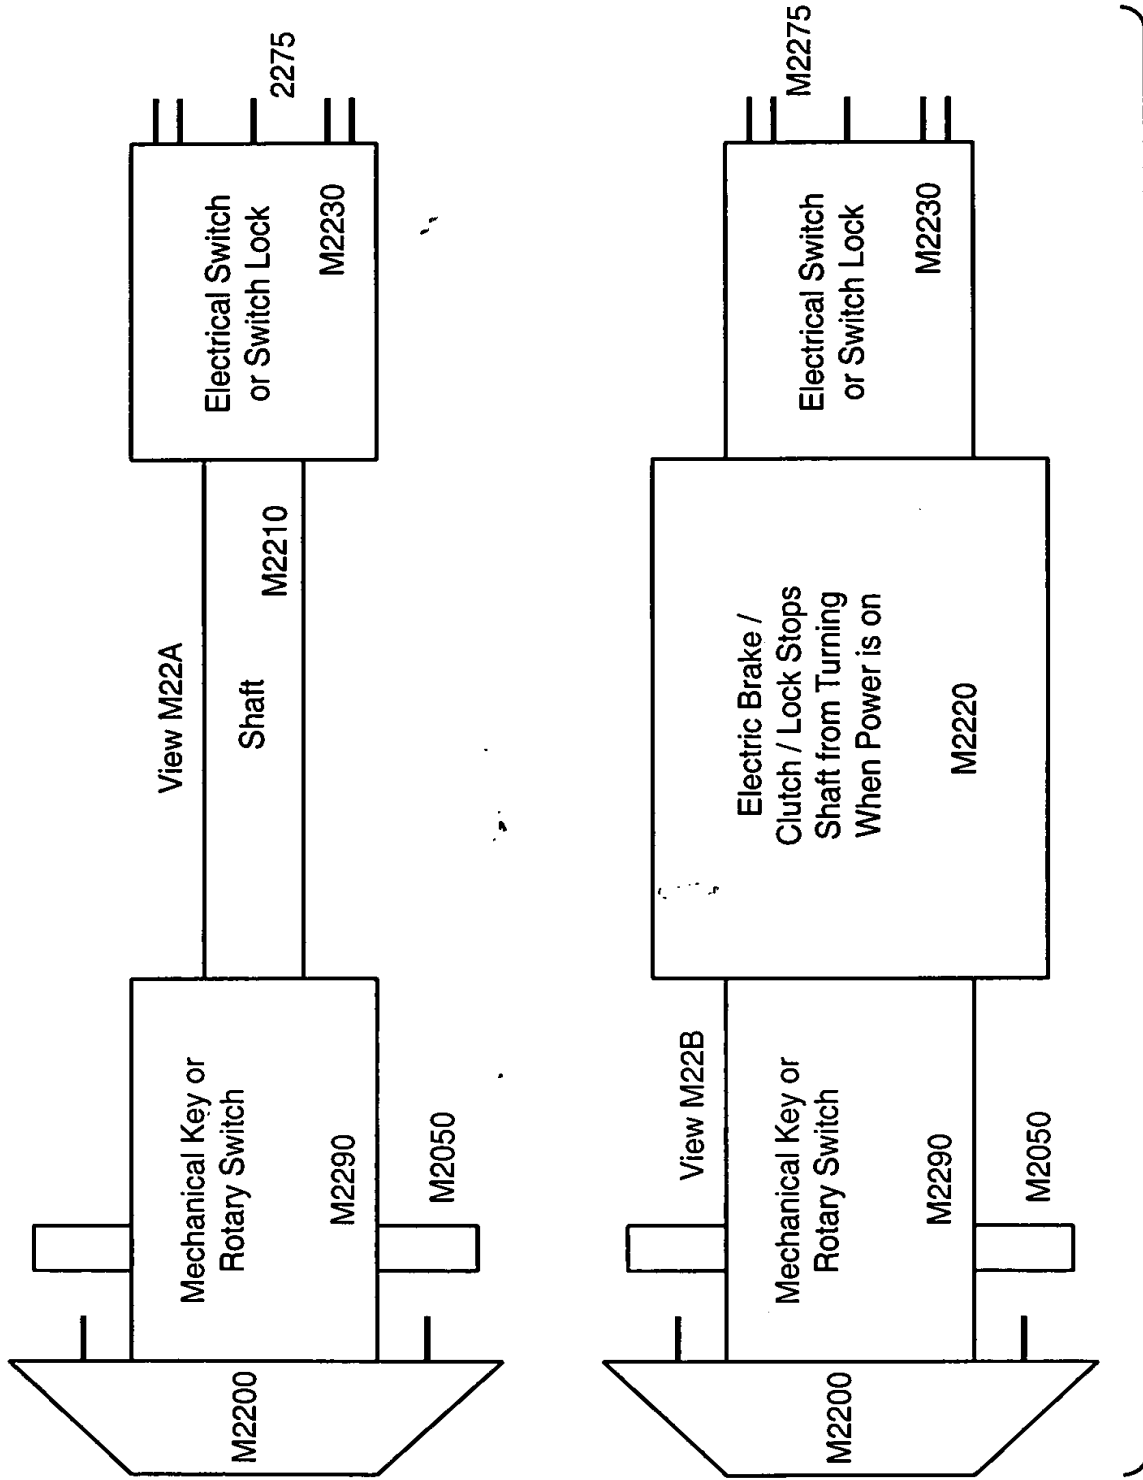 View M22A
M2200
Mechanical Key or
Rotary Switch
M2290
M2050
Shaft
M2210
Electrical Switch
or Switch Lock
M2230
2275
View M22B
M2200
Mechanical Key or
Rotary Switch
M2290
M2050
Electric Brake /
Clutch / Lock Stops
Shaft from Turning
When Power is on
M2220
Electrical Switch
or Switch Lock
M2230
M2275